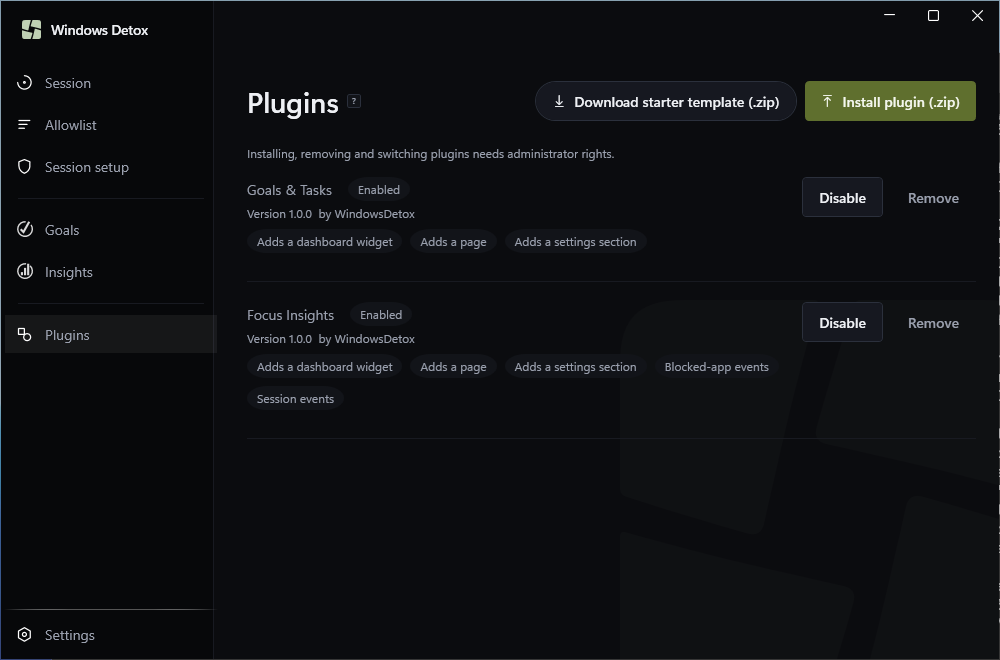 Windows Detox
Session
Allowlist
Session setup
Goals
Insights
Plugins
Settings
Plugins ?
Download starter template (.zip)
Install plugin (.zip)
Installing, removing and switching plugins needs administrator rights.
Goals & Tasks Enabled
Version 1.0.0 by WindowsDetox
Adds a dashboard widget Adds a page Adds a settings section
Disable Remove
Focus Insights Enabled
Version 1.0.0 by WindowsDetox
Adds a dashboard widget Adds a page Adds a settings section Blocked-app events
Session events
Disable Remove